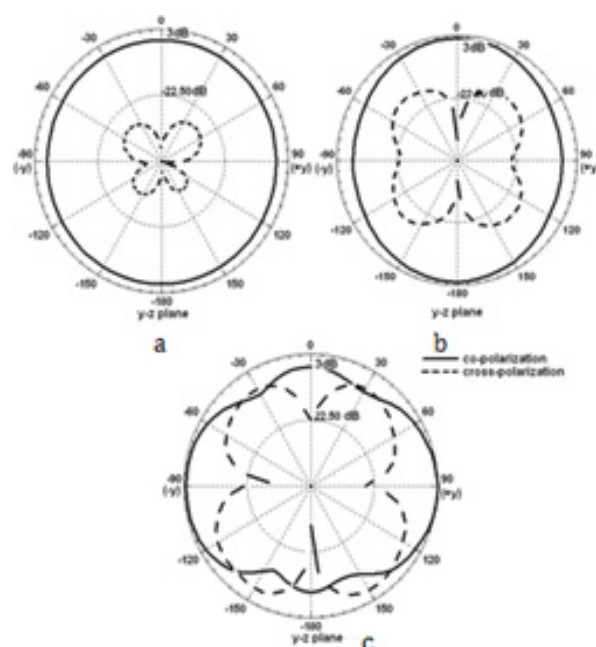 0
-30 3dB 30
-60 -22.50dB 60
-90 90
(-y) (+y)
-120 120
-150 150
-180
y-z plane
a
0
-30 3dB 30
-60 60
-90 90
(-y) (+y)
-120 120
-150 150
-180
y-z plane
b
co-polarization
cross-polarization
0
-30 3dB 30
-60 22.50 dB 60
-90 90
(-y) (+y)
-120 120
-150 150
-180
y-z plane
c